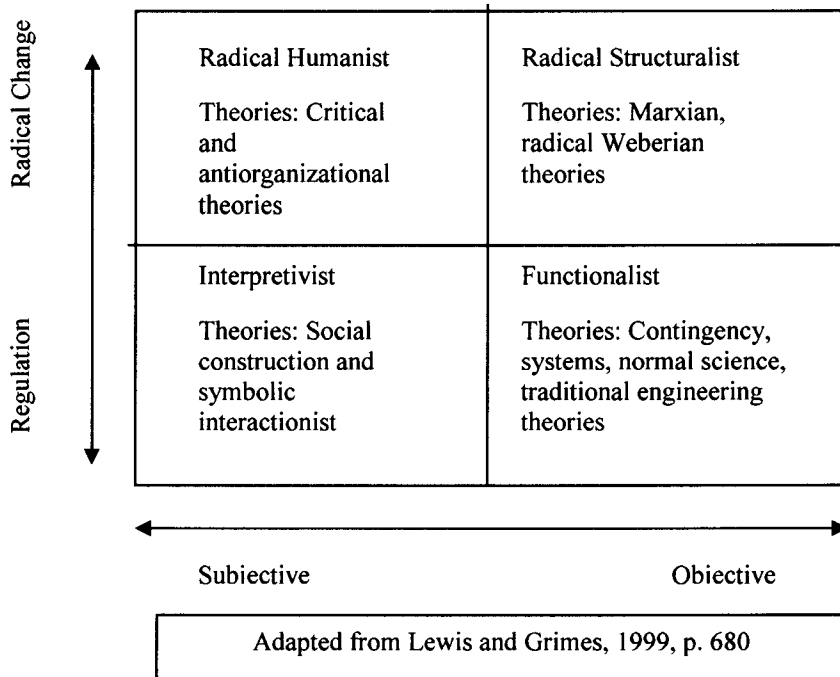 Radical Change
Radical Humanist
Theories: Critical
and
antiorganizational
theories
Radical Structuralist
Theories: Marxian,
radical Weberian
theories
Regulation
Interpretivist
Theories: Social
construction and
symbolic
interactionist
Functionalist
Theories: Contingency,
systems, normal science,
traditional engineering
theories
Subiective
Obiective
Adapted from Lewis and Grimes, 1999, p. 680